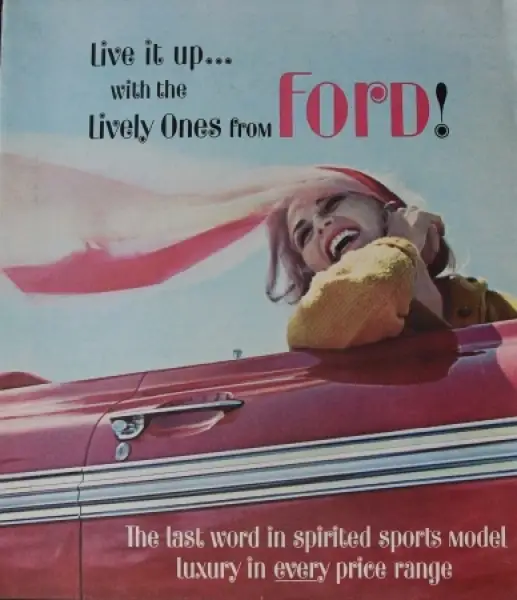 Live it up...
with the
Lively Ones from Ford!
The last word in spirited sports model
luxury in every price range